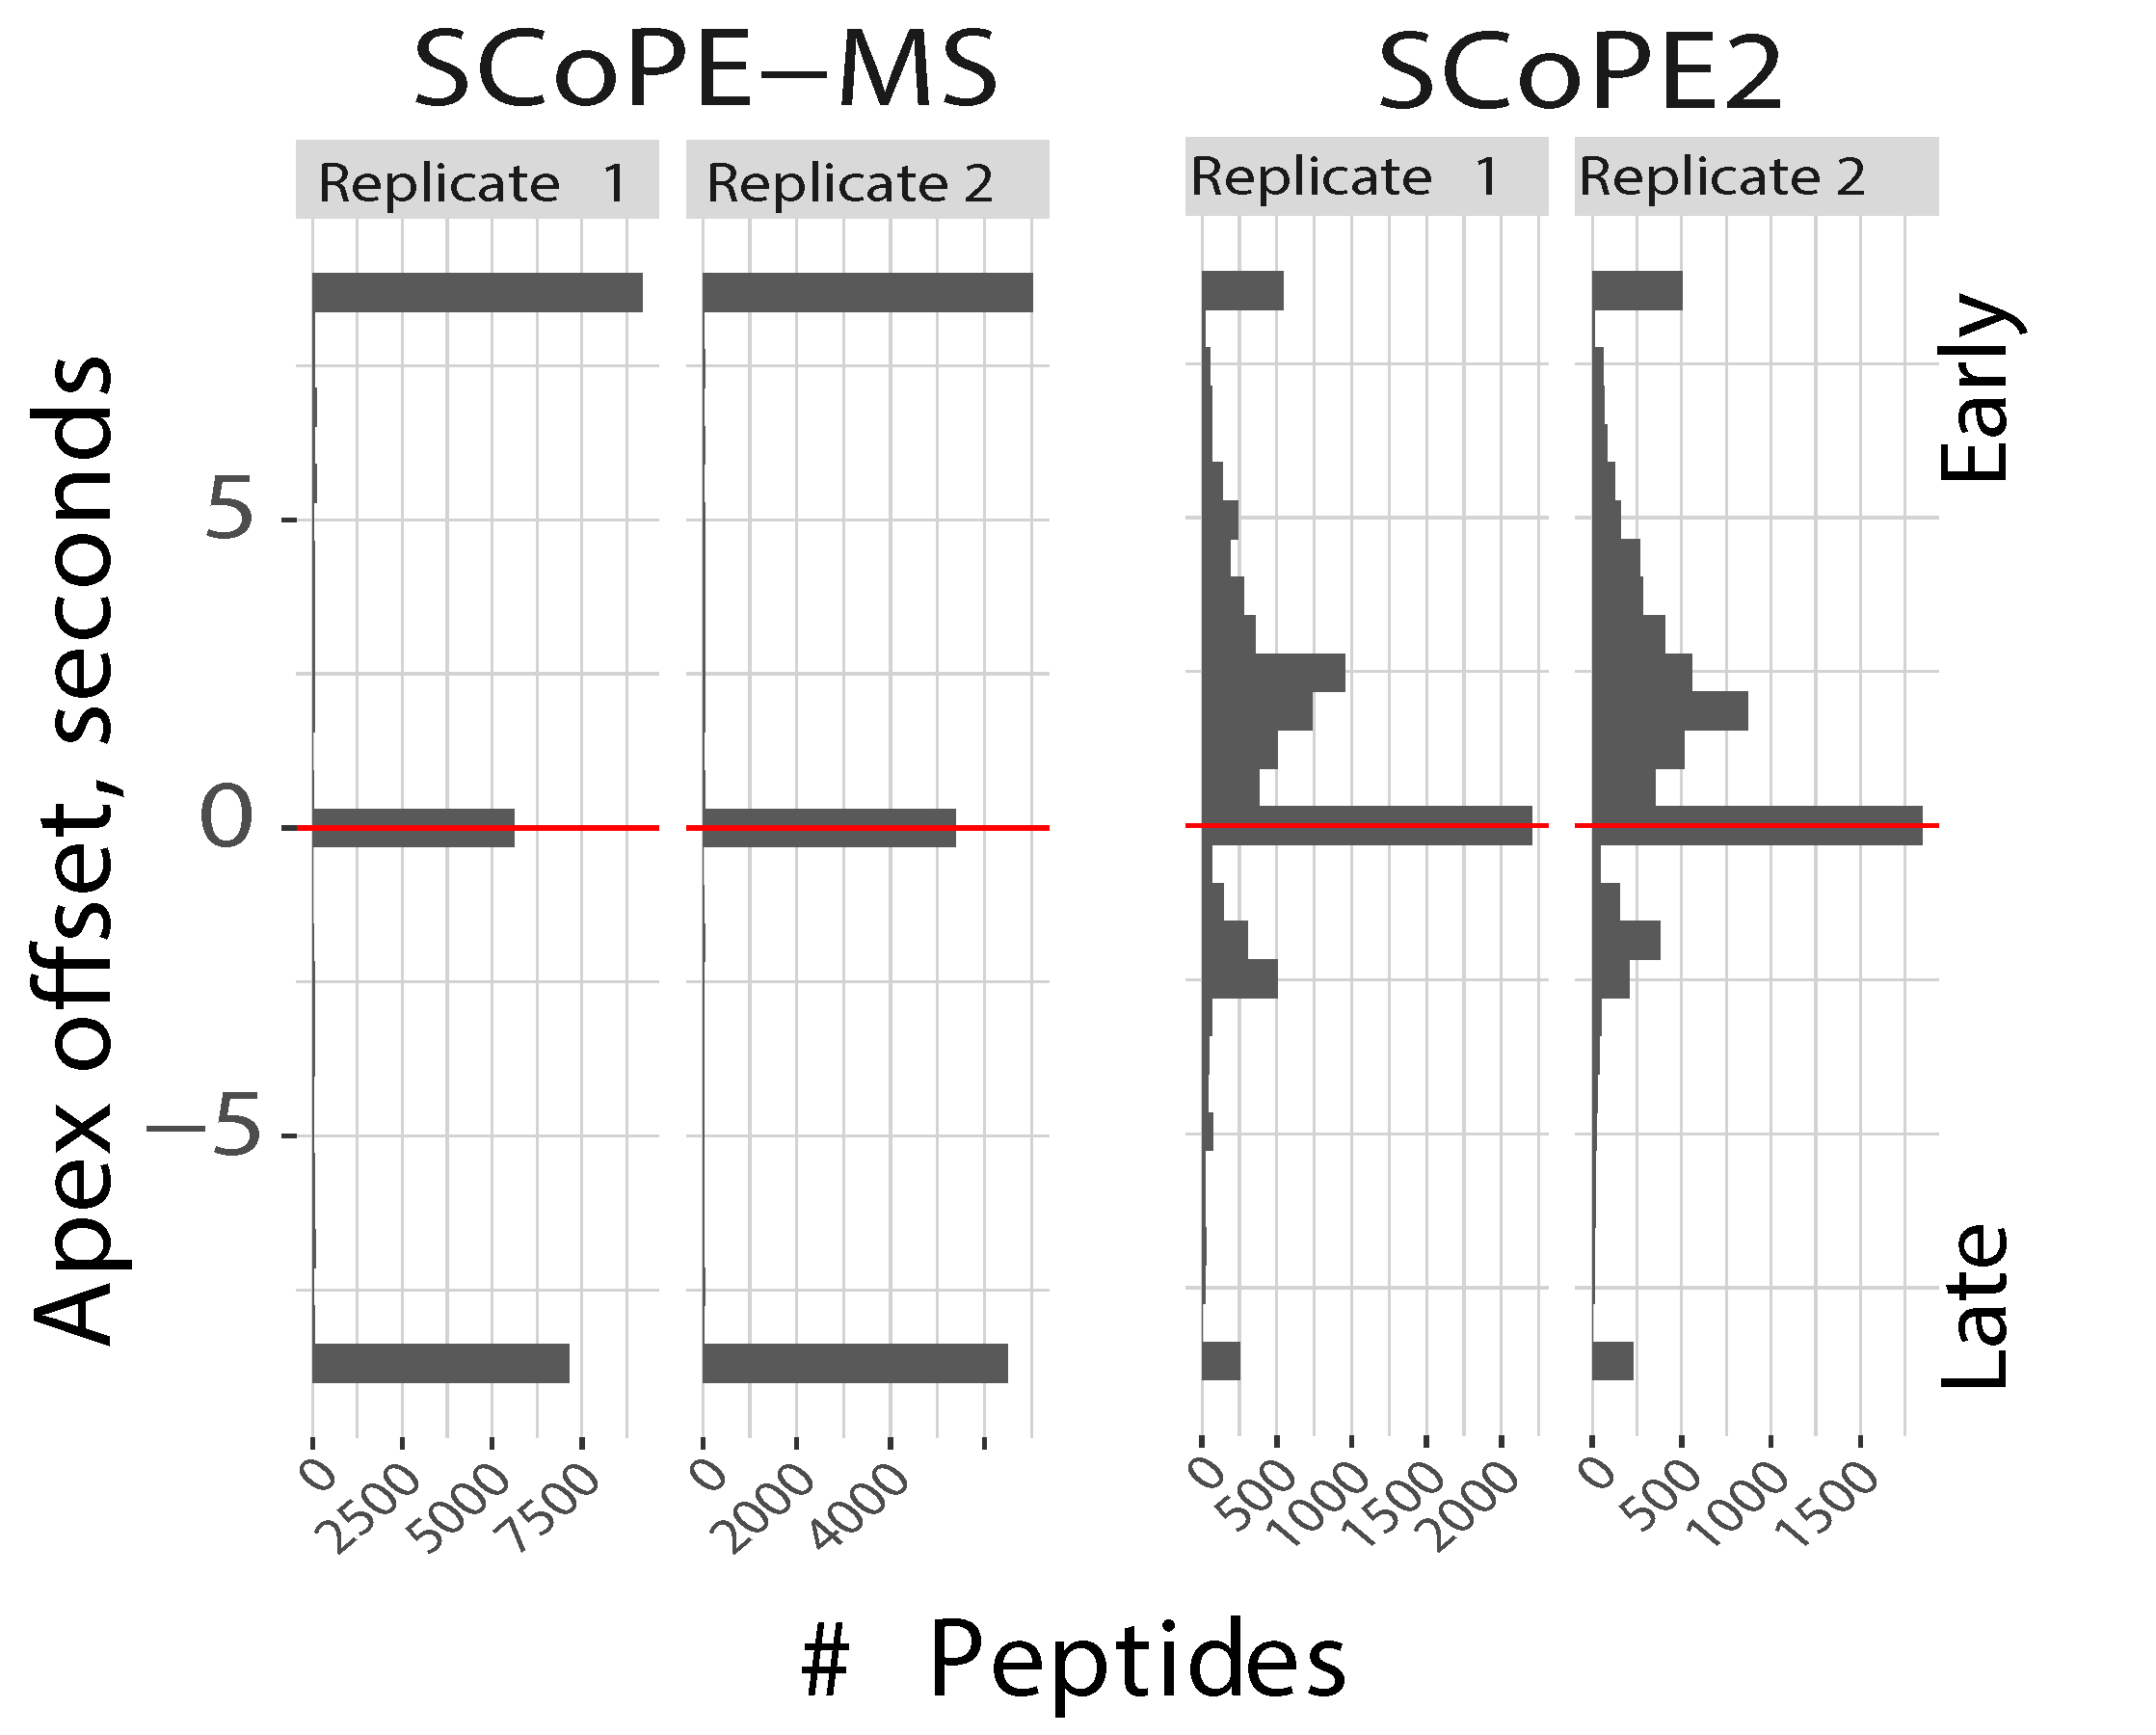 SCoPE−MS
SCoPE2
Replicate 1
Replicate 2
Replicate 1
Replicate 2
Apex offset, seconds
5
0
−5
Early
Late
0
2500
5000
7500
0
2000
4000
0
500
1000
1500
2000
0
500
1000
1500
# Peptides